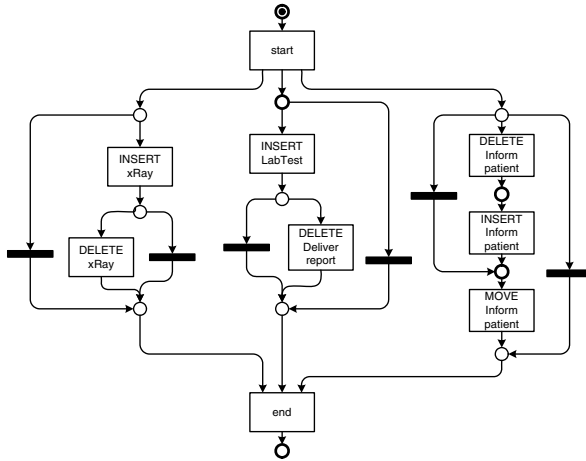 start
INSERT
xRay
DELETE
xRay
INSERT
LabTest
DELETE
Deliver
report
DELETE
Inform
patient
INSERT
Inform
patient
MOVE
Inform
patient
end